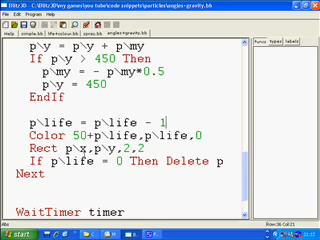 Blitz3D - C:\Blitz3D\my games\you tube\code snippets\particles\angles+gravity.bb
File Edit Program Help
simple.bb life+colour.bb spray.bb angles+gravity.bb
p\y = p\y + p\my
If p\y > 450 Then
p\my = - p\my*0.5
p\y = 450
EndIf
p\life = p\life - 1
Color 50+p\life,p\life,0
Rect p\x,p\y,2,2
If p\life = 0 Then Delete p
Next
WaitTimer timer
funcs types labels
Row:36 Col:21
start